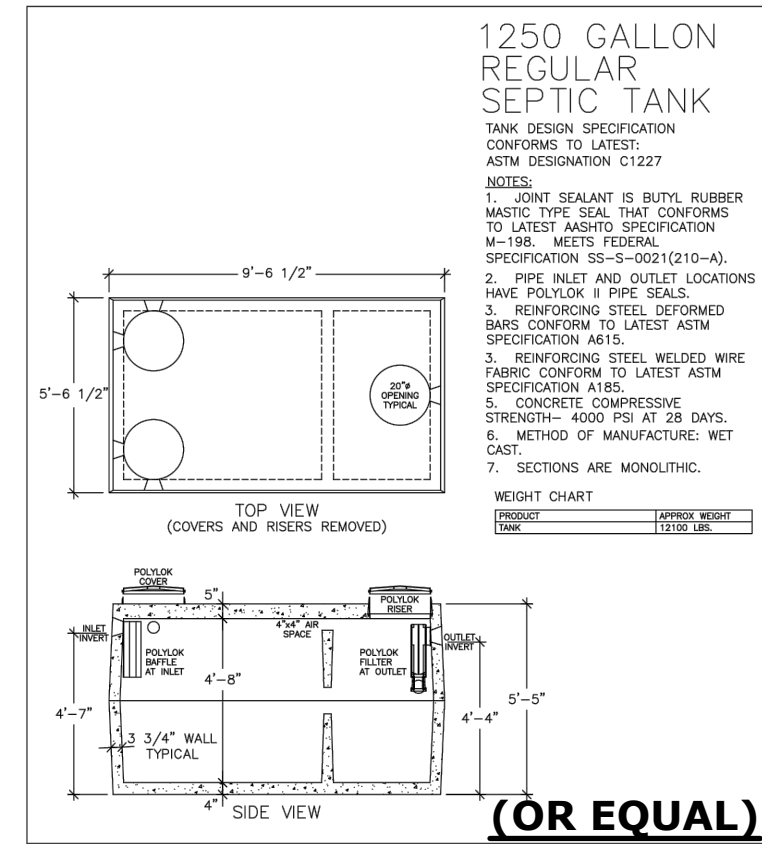 1250 GALLON
REGULAR
SEPTIC TANK
TANK DESIGN SPECIFICATION
CONFORMS TO LATEST:
ASTM DESIGNATION C1227
NOTES:
1. JOINT SEALANT IS BUTYL RUBBER
MASTIC TYPE SEAL THAT CONFORMS
TO LATEST AASHTO SPECIFICATION
M-198. MEETS FEDERAL
SPECIFICATION SS-S-0021(210-A).
2. PIPE INLET AND OUTLET LOCATIONS
HAVE POLYLOK II PIPE SEALS.
3. REINFORCING STEEL DEFORMED
BARS CONFORM TO LATEST ASTM
SPECIFICATION A615.
3. REINFORCING STEEL WELDED WIRE
FABRIC CONFORM TO LATEST ASTM
SPECIFICATION A185.
5. CONCRETE COMPRESSIVE
STRENGTH- 4000 PSI AT 28 DAYS.
6. METHOD OF MANUFACTURE: WET
CAST.
7. SECTIONS ARE MONOLITHIC.
WEIGHT CHART
PRODUCT APPROX WEIGHT
TANK 12100 LBS.
9'-6 1/2"
5'-6 1/2"
20"ø
OPENING
TYPICAL
TOP VIEW
(COVERS AND RISERS REMOVED)
POLYLOK
COVER
5"
POLYLOK
RISER
INLET
INVERT
4"x4" AIR
SPACE
OUTLET
INVERT
POLYLOK
BAFFLE
AT INLET
POLYLOK
FILLTER
AT OUTLET
4'-8"
4'-7"
4'-4"
5'-5"
3 3/4" WALL
TYPICAL
4"
SIDE VIEW
(OR EQUAL)